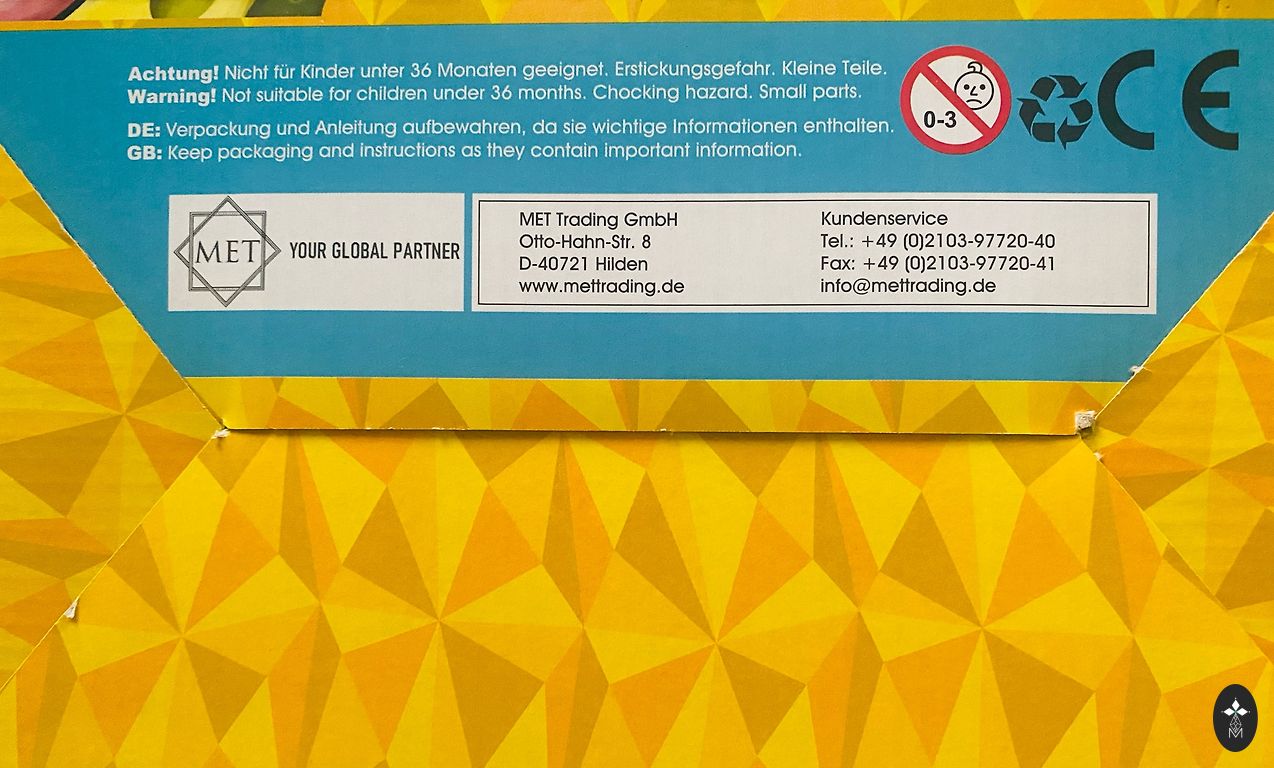 Achtung! Nicht für Kinder unter 36 Monaten geeignet. Erstickungsgefahr. Kleine Teile.
Warning! Not suitable for children under 36 months. Chocking hazard. Small parts.
DE: Verpackung und Anleitung aufbewahren, da sie wichtige Informationen enthalten.
GB: Keep packaging and instructions as they contain important information.
0-3
CE
MET
YOUR GLOBAL PARTNER
MET Trading GmbH
Otto-Hahn-Str. 8
D-40721 Hilden
www.mettrading.de
Kundenservice
Tel.: +49 (0)2103-97720-40
Fax: +49 (0)2103-97720-41
info@mettrading.de
M